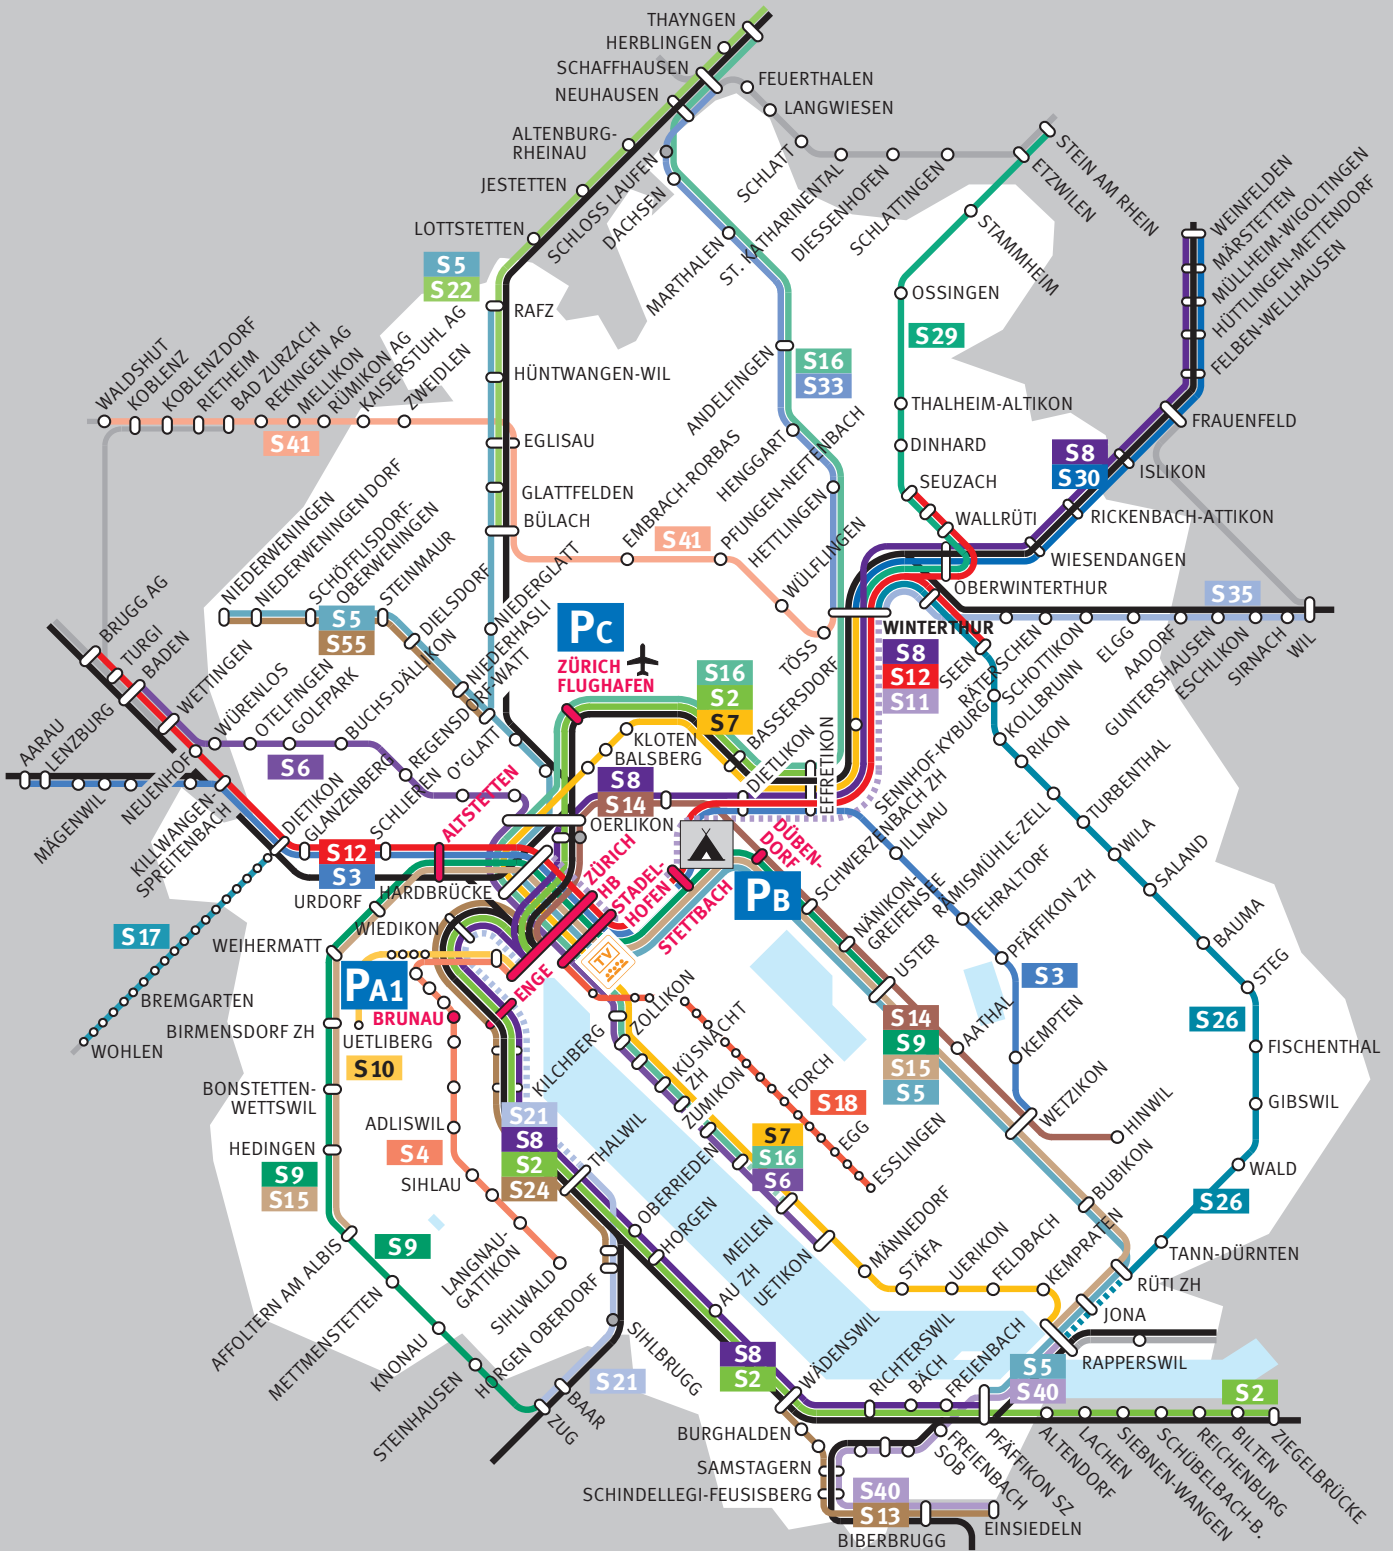 THAYNGEN
HERBLINGEN
SCHAFFHAUSEN
NEUHAUSEN
FEUERTHALEN
LANGWIESEN
ALTENBURG-
RHEINAU
JESTETTEN
LOTTSTETTEN
SCHLOSS LAUFEN
DACHSEN
MARTHALEN
SCHLATT
ST. KATHARINENTAL
DIESSENHOFEN
SCHLATTINGEN
ETZWILEN
STEIN AM RHEIN
STAMMHEIM
OSSINGEN
S29
THALHEIM-ALTIKON
DINHARD
SEUZACH
WALLRÜTI
WEINFELDEN
MÄRSTETTEN
MÜLLHEIM-WIGOLTINGEN
HÜTTLINGEN-METTENDORF
FELBEN-WELLHAUSEN
FRAUENFELD
ISLIKON
S8
S30
RICKENBACH-ATTIKON
WIESENDANGEN
OBERWINTERTHUR
S5
S22
RAFZ
HÜNTWANGEN-WIL
EGLISAU
GLATTFELDEN
BÜLACH
ANDELFINGEN
S16
S33
HENGGART
HETTLINGEN
WALDSHUT
KOBLENZ
KOBLENZ DORF
RIETHEIM
BAD ZURZACH
REKINGEN AG
MELLIKON
RÜMIKON AG
KAISERSTUHL AG
ZWEIDLEN
S41
EMBRACH-RORBAS
S41
PFUNGEN-NEFTENBACH
WÜLFLINGEN
TÖSS
WINTERTHUR
S8
S12
S11
S35
SEEN
RÄTERSCHEN
SCHOTTIKON
ELGG
AADORF
GUNTERSHAUSEN
ESCHLIKON
SIRNACH
WIL
SENNHOF-KYBURG
KOLLBRUNN
RIKON
RÄMISMÜHLE-ZELL
TURBENTHAL
WILA
SALAND
BAUMA
STEG
S26
FISCHENTHAL
GIBSWIL
WALD
S26
TANN-DÜRNTEN
RÜTI ZH
JONA
RAPPERSWIL
NIEDERWENINGEN
NIEDERWENINGEN DORF
SCHÖFFLISDORF-
OBERWENINGEN
STEINMAUR
S5
S55
DIELSDORF
NIEDERHASLI
NIEDERGLATT
O'GLATT
BRUGG AG
TURGI
BADEN
WETTINGEN
WÜRENLOS
OTELFINGEN
GOLFPARK
BUCHS-DÄLLIKON
REGENSDORF-WATT
S6
AARAU
LENZBURG
MÄGENWIL
NEUENHOF
KILLWANGEN-
SPREITENBACH
DIETIKON
GLANZENBERG
SCHLIEREN
ALTSTETTEN
S12
S3
URDORF
HARDBRÜCKE
WEIHERMATT
WIEDIKON
S17
BREMGARTEN
WOHLEN
PC
ZÜRICH
FLUGHAFEN
S16
S2
S7
KLOTEN
BALSBERG
BASSERSDORF
DIETLIKON
EFFRETIKON
S8
S14
OERLIKON
ZÜRICH
HB
STADEL-
HOFEN
STETTBACH
DÜBEN-
DORF
PB
TV
SCHWERZENBACH ZH
NÄNIKON-
GREIFENSEE
USTER
ILLNAU
FEHRALTORF
PFÄFFIKON ZH
S3
KEMPTEN
AATHAL
WETZIKON
HINWIL
BUBIKON
S14
S9
S15
S5
PA1
BRUNAU
ENGE
UETLIBERG
S10
BIRMENSDORF ZH
BONSTETTEN-
WETTSWIL
HEDINGEN
S9
S15
S9
AFFOLTERN AM ALBIS
METTMENSTETTEN
KNONAU
STEINHAUSEN
ZUG
BAAR
S21
ADLISWIL
S4
SIHLAU
LANGNAU-
GATTIKON
SIHLWALD
HORGEN OBERDORF
SIHLBRUGG
KILCHBERG
S21
S8
S2
S24
THALWIL
OBERRIEDEN
HORGEN
AU ZH
WÄDENSWIL
S8
S2
ZOLLIKON
KÜSNACHT
ZH
ZUMIKON
FORCH
S18
EGG
ESSLINGEN
S7
S16
S6
MEILEN
UETIKON
MÄNNEDORF
STÄFA
UERIKON
FELDBACH
KEMPRATEN
RICHTERSWIL
BÄCH
FREIENBACH
S5
S40
S2
PFÄFFIKON SZ
ALTENDORF
LACHEN
SIEBNEN-WANGEN
SCHÜBELBACH-B.
REICHENBURG
BILTEN
ZIEGELBRÜCKE
BURGHALDEN
SAMSTAGERN
SCHINDELLEGI-FEUSISBERG
FREIENBACH
SOB
S40
S13
BIBERBRUGG
EINSIEDELN